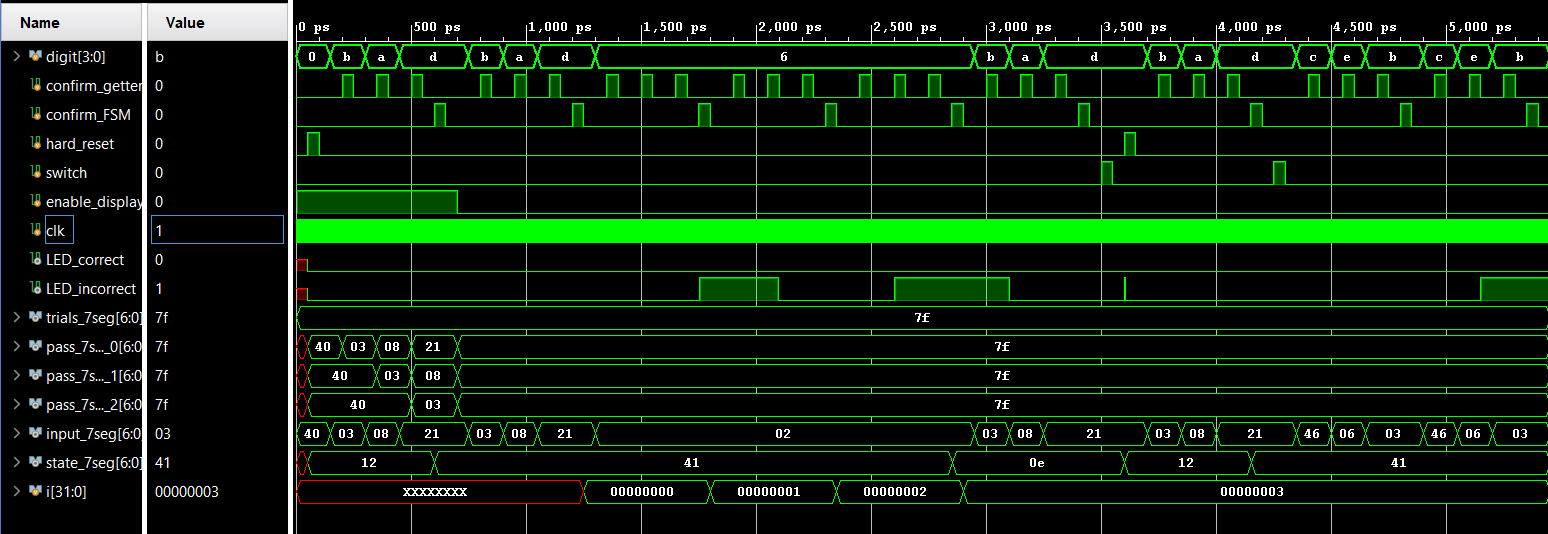 Name Value 0 ps 500 ps 1,000 ps 1,500 ps 2,000 ps 2,500 ps 3,000 ps 3,500 ps 4,000 ps 4,500 ps 5,000 ps
digit[3:0] b 0 b a d b a d 6 b a d b a d c e b c e b
confirm_getter 0
confirm_FSM 0
hard_reset 0
switch 0
enable_display 0
clk 1
LED_correct 0
LED_incorrect 1
trials_7seg[6:0] 7f 7f
pass_7s..._0[6:0 7f 40 03 08 21 7f
pass_7s..._1[6:0 7f 40 03 08 7f
pass_7s..._2[6:0 7f 40 03 7f
input_7seg[6:0] 03 40 03 08 21 03 08 21 02 03 08 21 03 08 21 46 06 03 46 06 03
state_7seg[6:0] 41 12 41 0e 12 41
i[31:0] 00000003 XXXXXXXX 00000000 00000001 00000002 00000003